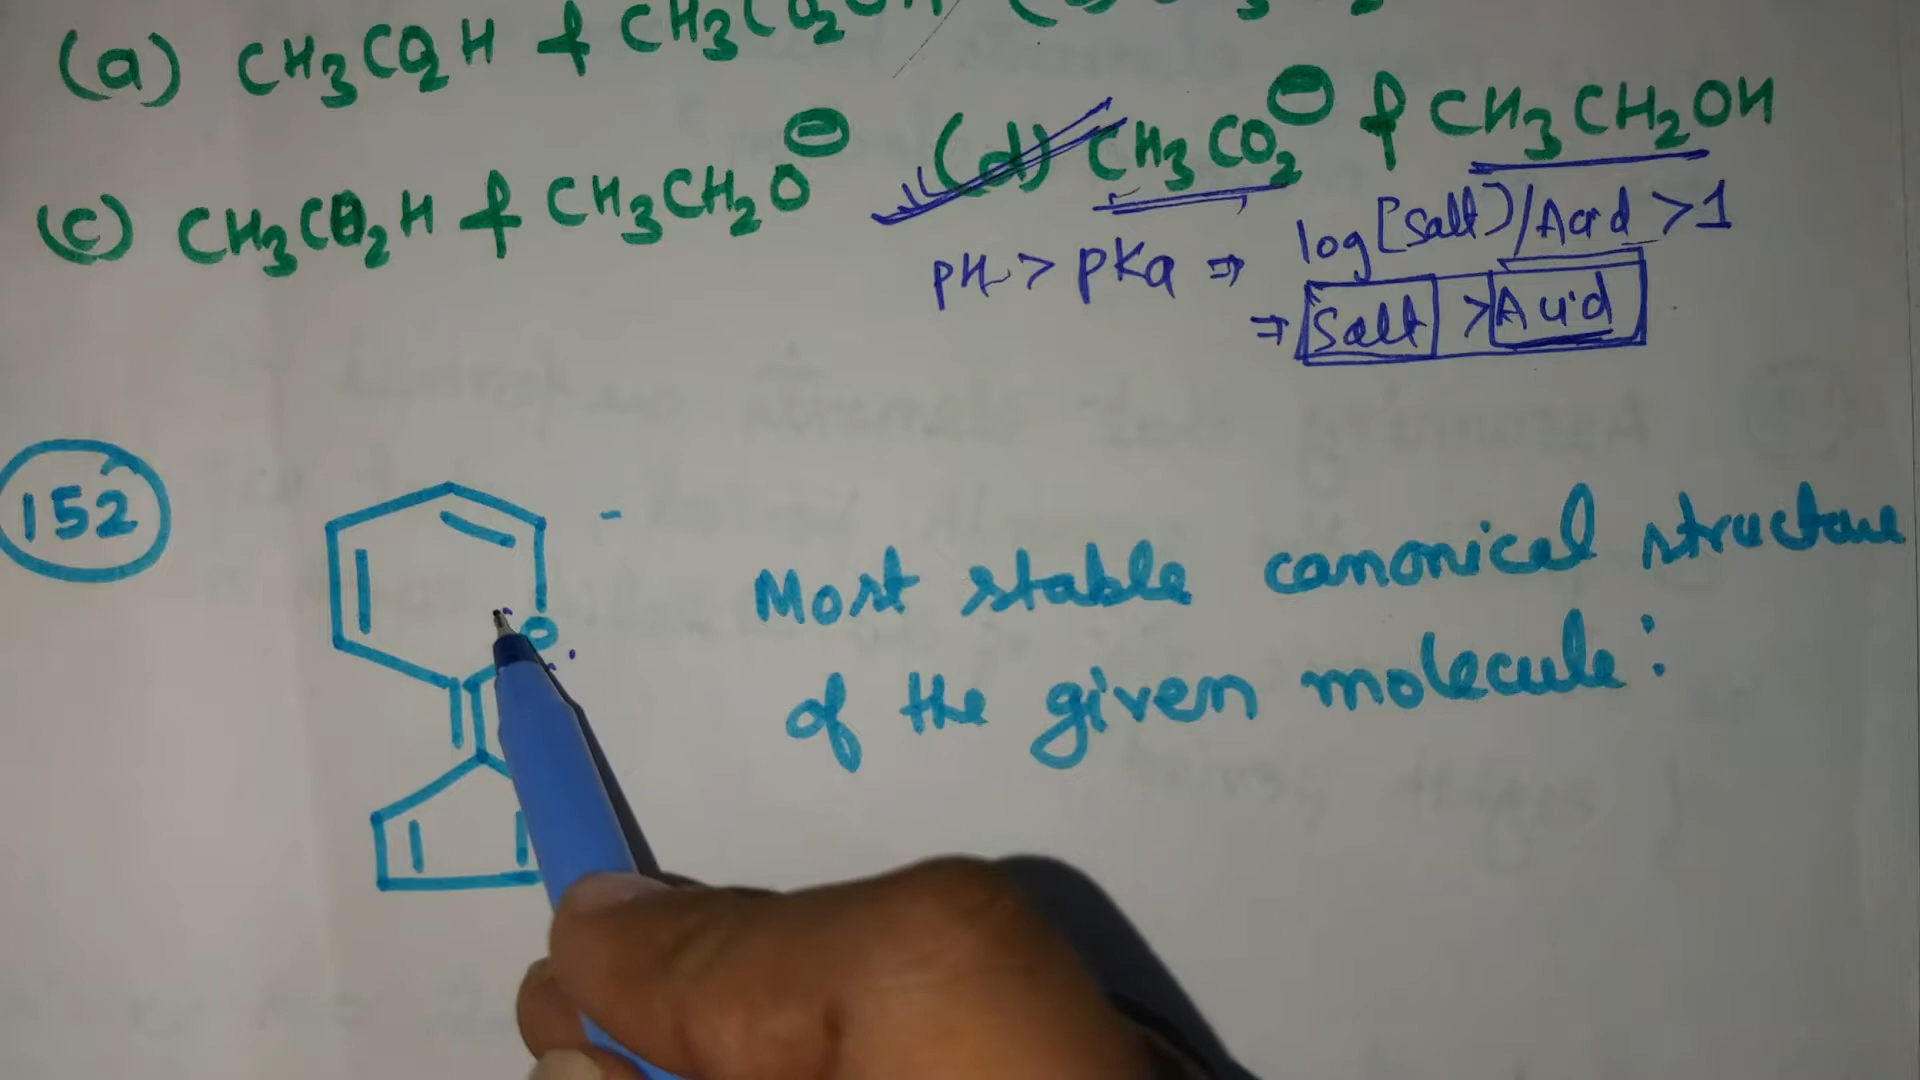 (a) CH3CO2H & CH3CO2
(c) CH3CO2H & CH3CH2O⊖ (d) CH3CO2⊖ & CH3CH2OH
pH > pKa ⇒ log[Salt]/Acid > 1
⇒ Salt > Acid
152
O
Most stable canonical structure
of the given molecule: